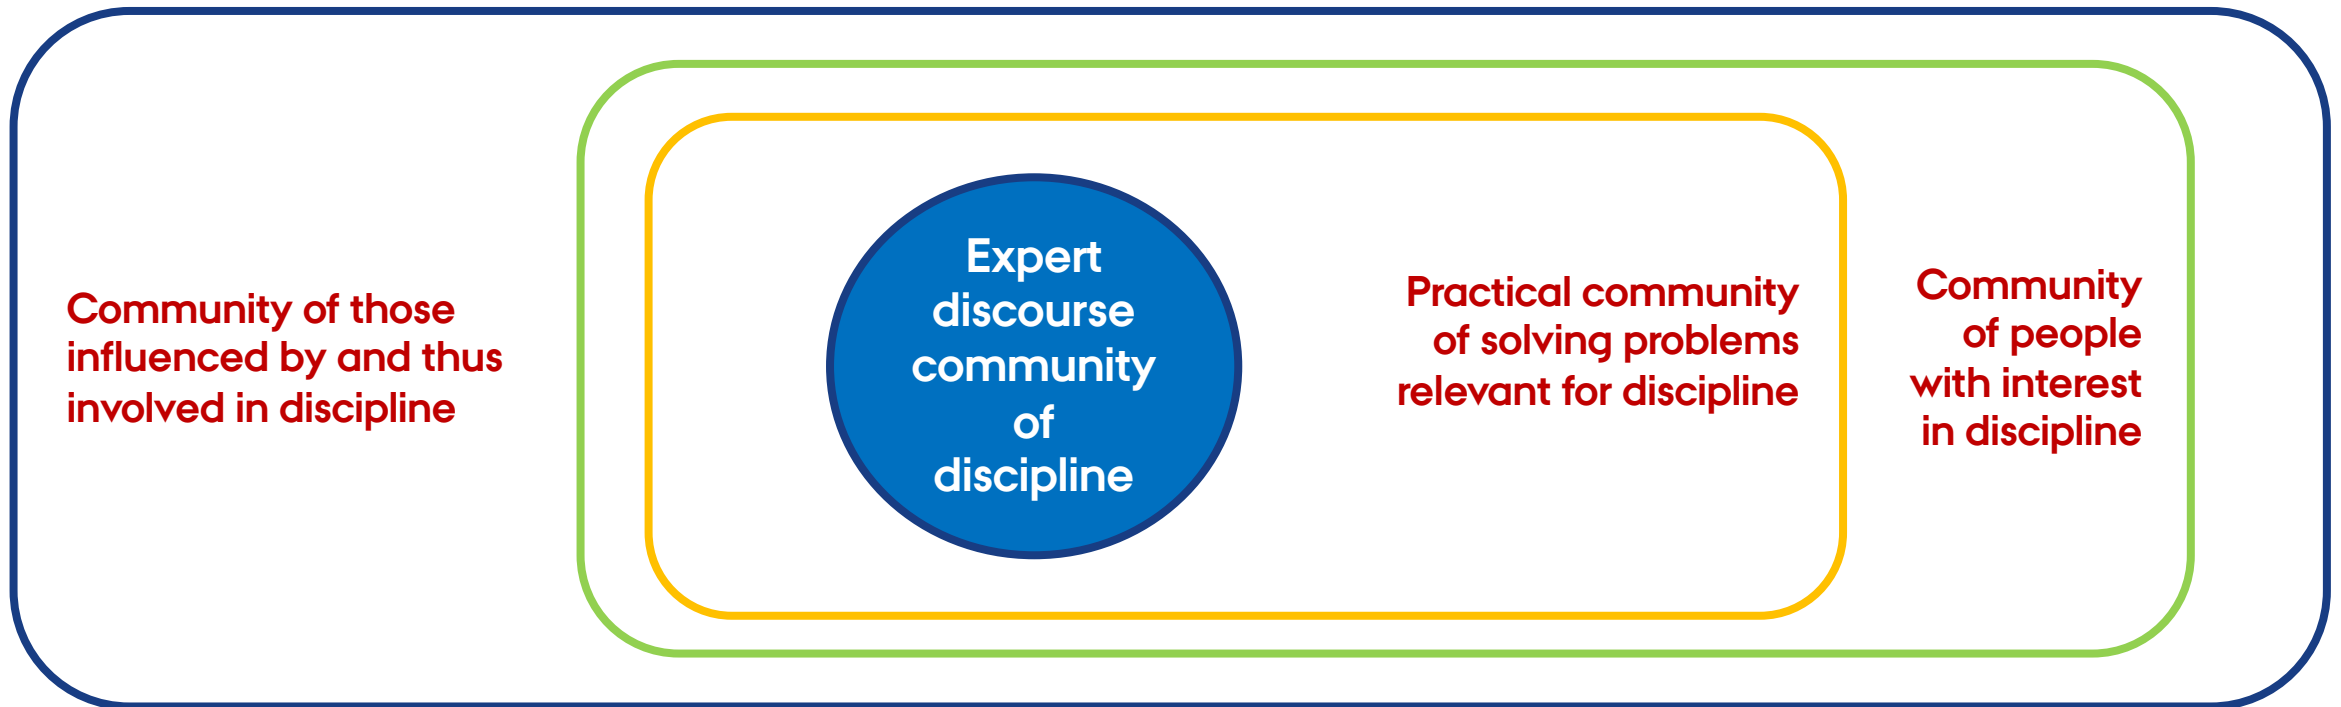 Community of those
influenced by and thus
involved in discipline
Expert
discourse
community
of
discipline
Practical community
of solving problems
relevant for discipline
Community
of people
with interest
in discipline